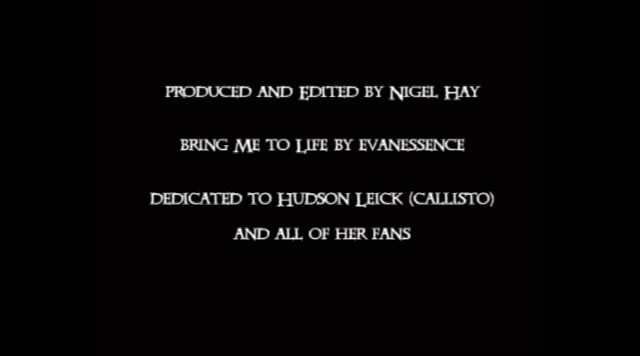 PRODUCED AND EDITED BY NIGEL HAY
BRING ME TO LIFE BY EVANESSENCE
DEDICATED TO HUDSON LEICK (CALLISTO)
AND ALL OF HER FANS